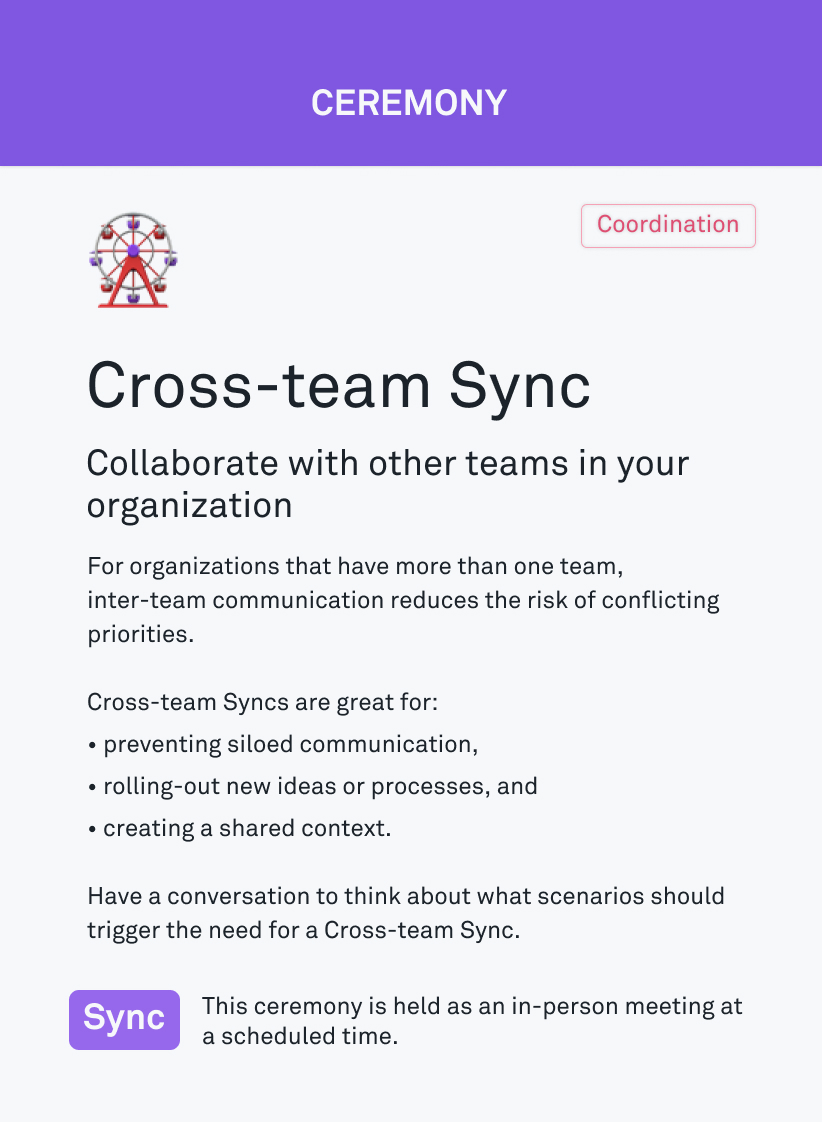 CEREMONY
Coordination
Cross-team Sync
Collaborate with other teams in your
organization
For organizations that have more than one team,
inter-team communication reduces the risk of conflicting
priorities.
Cross-team Syncs are great for:
• preventing siloed communication,
• rolling-out new ideas or processes, and
• creating a shared context.
Have a conversation to think about what scenarios should
trigger the need for a Cross-team Sync.
Sync
This ceremony is held as an in-person meeting at
a scheduled time.